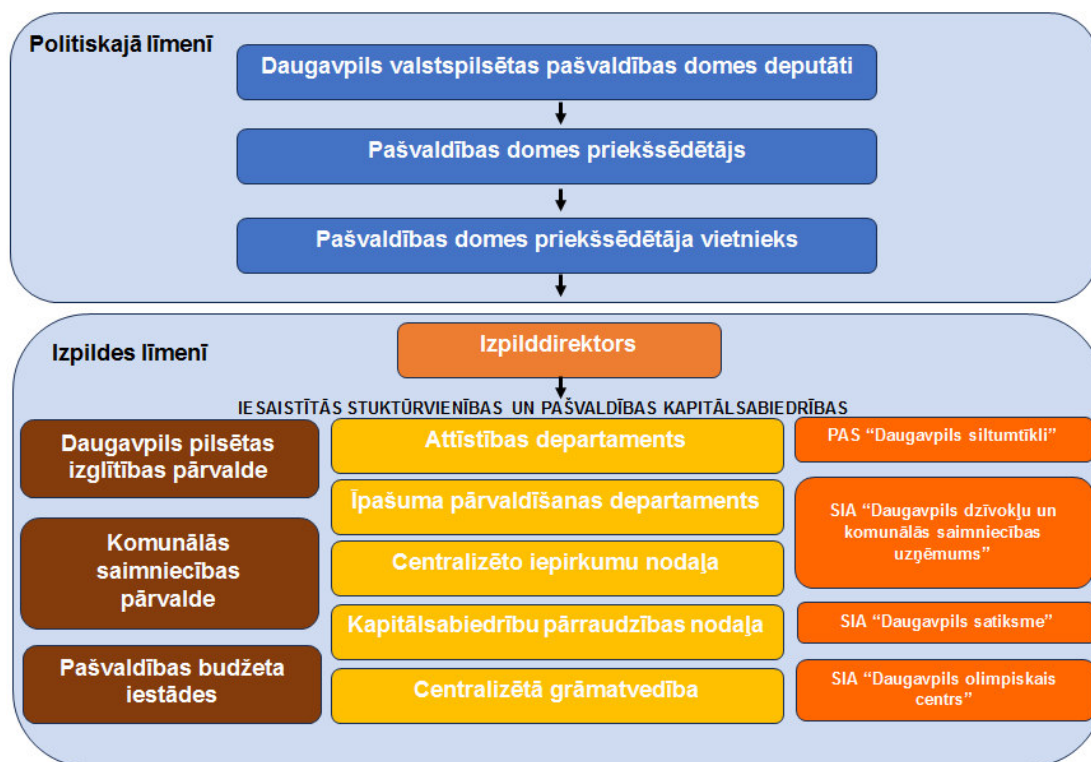 Politiskajā līmenī
Daugavpils valstspilsētas pašvaldības domes deputāti
Pašvaldības domes priekšsēdētājs
Pašvaldības domes priekšsēdētāja vietnieks
Izpildes līmenī
Izpilddirektors
IESAISTĪTĀS STUKTŪRVIENĪBAS UN PAŠVALDĪBAS KAPITĀLSABIEDRĪBAS
Daugavpils pilsētas
izglītības pārvalde
Komunālās
saimniecības
pārvalde
Pašvaldības budžeta
iestādes
Attīstības departaments
Īpašuma pārvaldīšanas departaments
Centralizēto iepirkumu nodaļa
Kapitālsabiedrību pārraudzības nodaļa
Centralizētā grāmatvedība
PAS “Daugavpils siltumtīkli”
SIA “Daugavpils dzīvokļu un
komunālās saimniecības
uzņēmums”
SIA “Daugavpils satiksme”
SIA “Daugavpils olimpiskais
centrs”